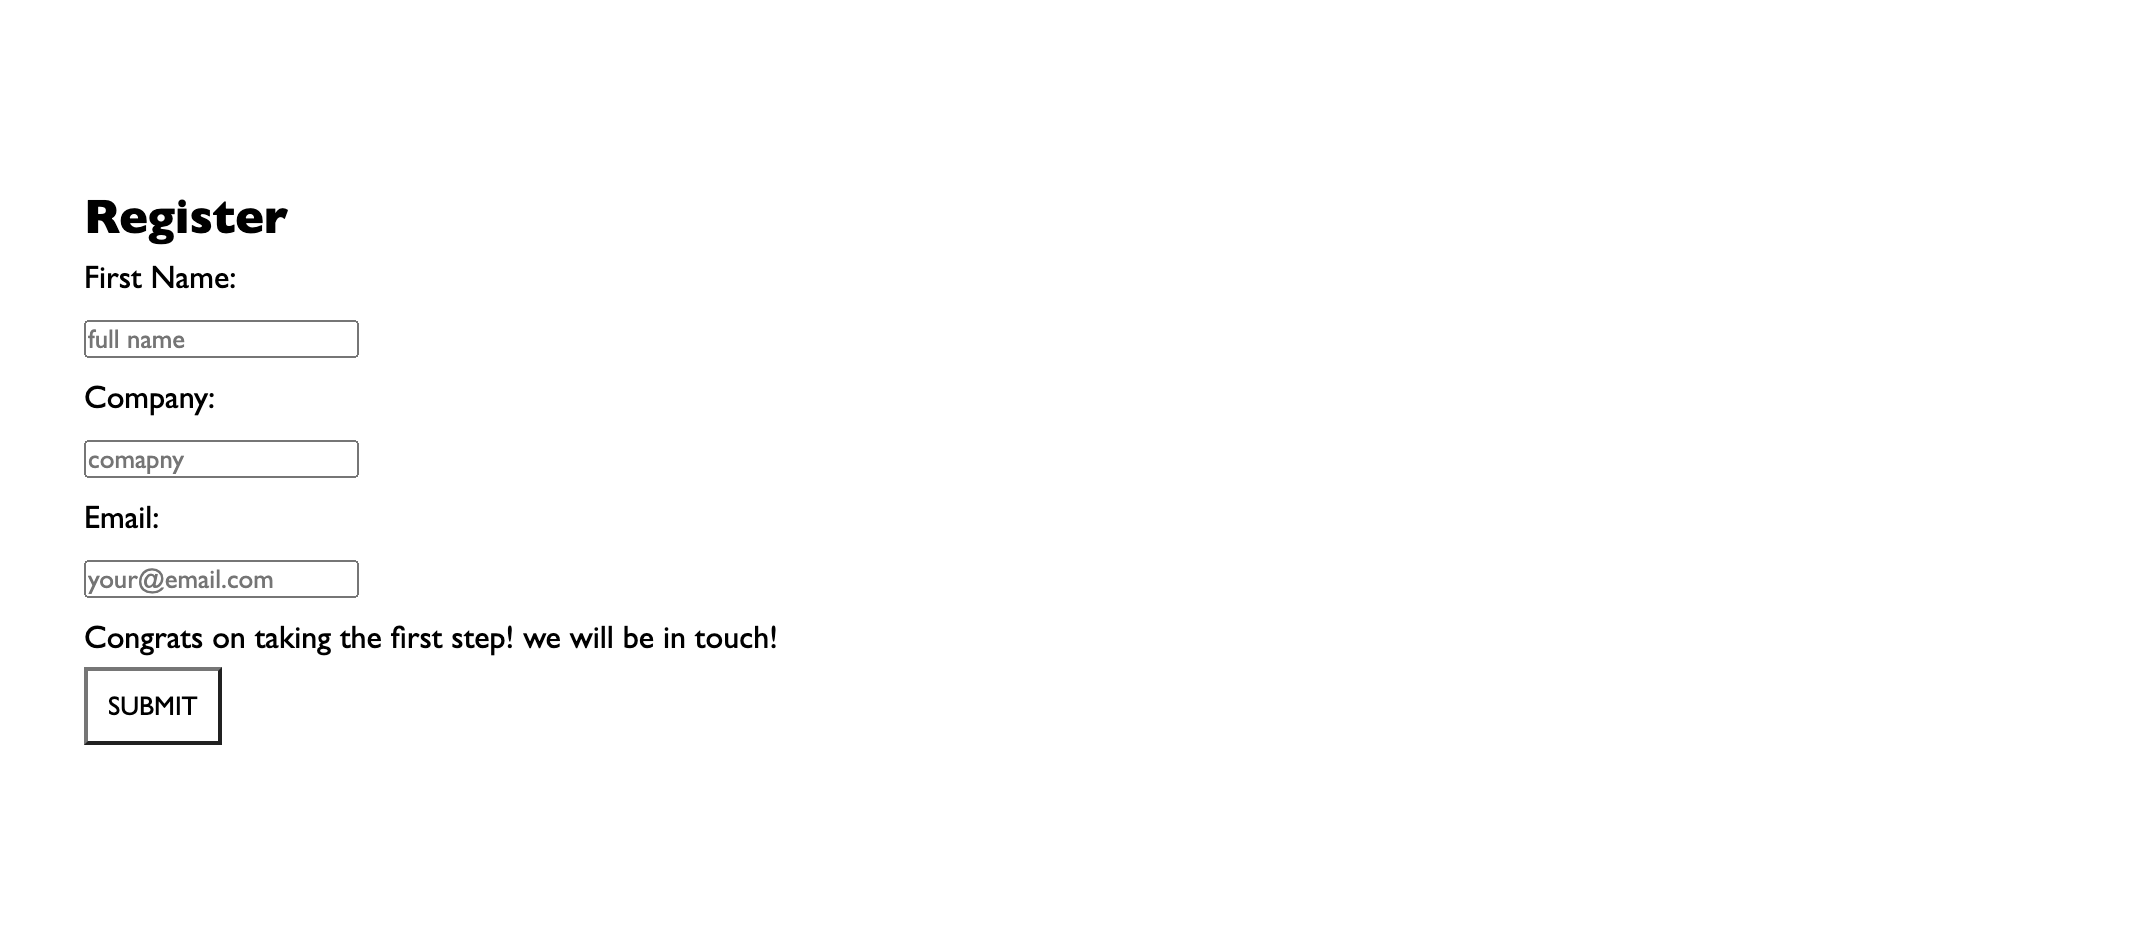 Register
First Name:
full name
Company:
comapny
Email:
your@email.com
Congrats on taking the first step! we will be in touch!
SUBMIT